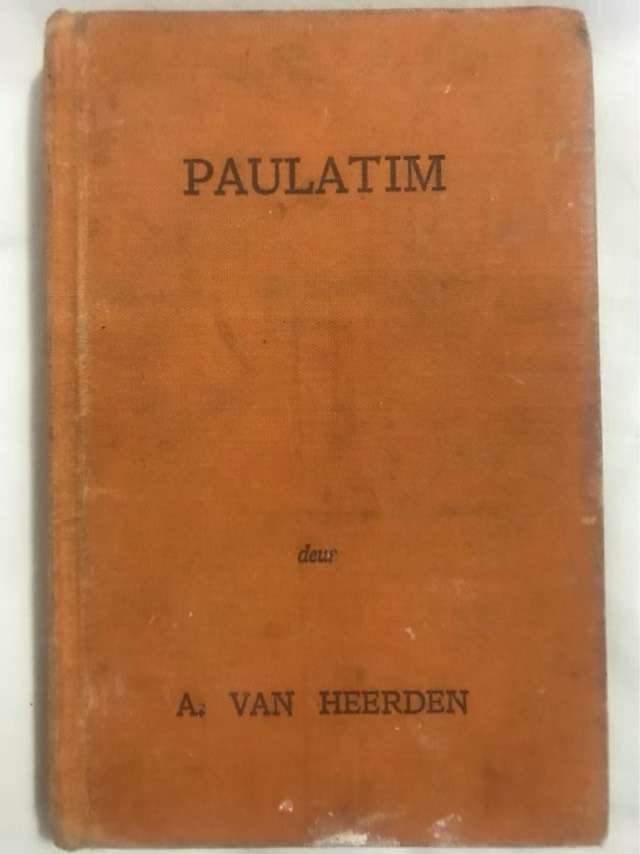 PAULATIM
deur
A. VAN HEERDEN